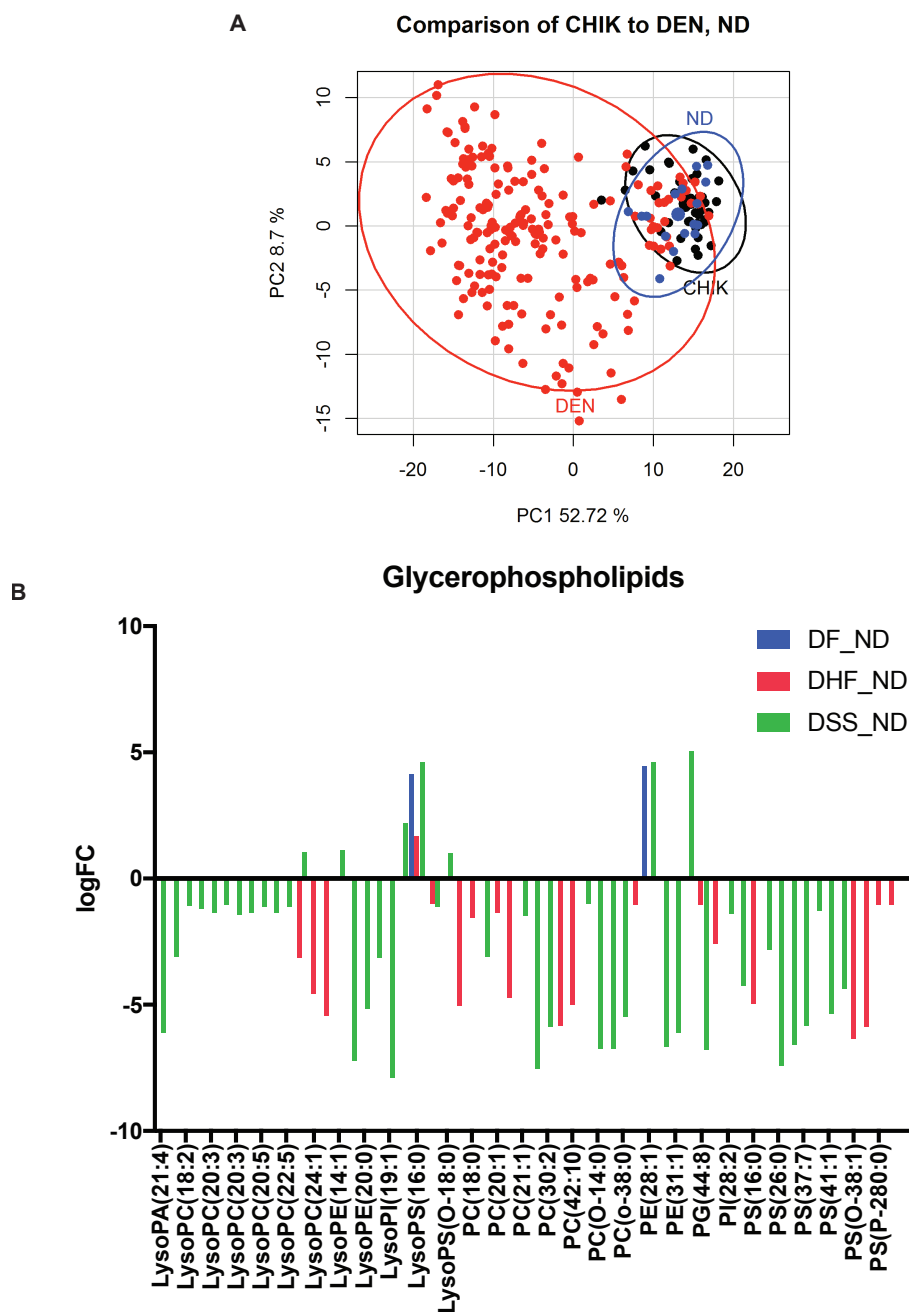 A
Comparison of CHIK to DEN, ND
10
5
0
-5
-10
-15
PC2 8.7 %
ND
CHIK
DEN
-20 -10 0 10 20
PC1 52.72 %
B
Glycerophospholipids
10
5
0
-5
-10
logFC
DF_ND
DHF_ND
DSS_ND
LysoPA(21:4)
LysoPC(18:2)
LysoPC(20:3)
LysoPC(20:3)
LysoPC(20:5)
LysoPC(22:5)
LysoPC(24:1)
LysoPE(14:1)
LysoPE(20:0)
LysoPI(19:1)
LysoPS(16:0)
LysoPS(O-18:0)
PC(18:0)
PC(20:1)
PC(21:1)
PC(30:2)
PC(42:10)
PC(O-14:0)
PC(o-38:0)
PE(28:1)
PE(31:1)
PG(44:8)
PI(28:2)
PS(16:0)
PS(26:0)
PS(37:7)
PS(41:1)
PS(O-38:1)
PS(P-280:0)